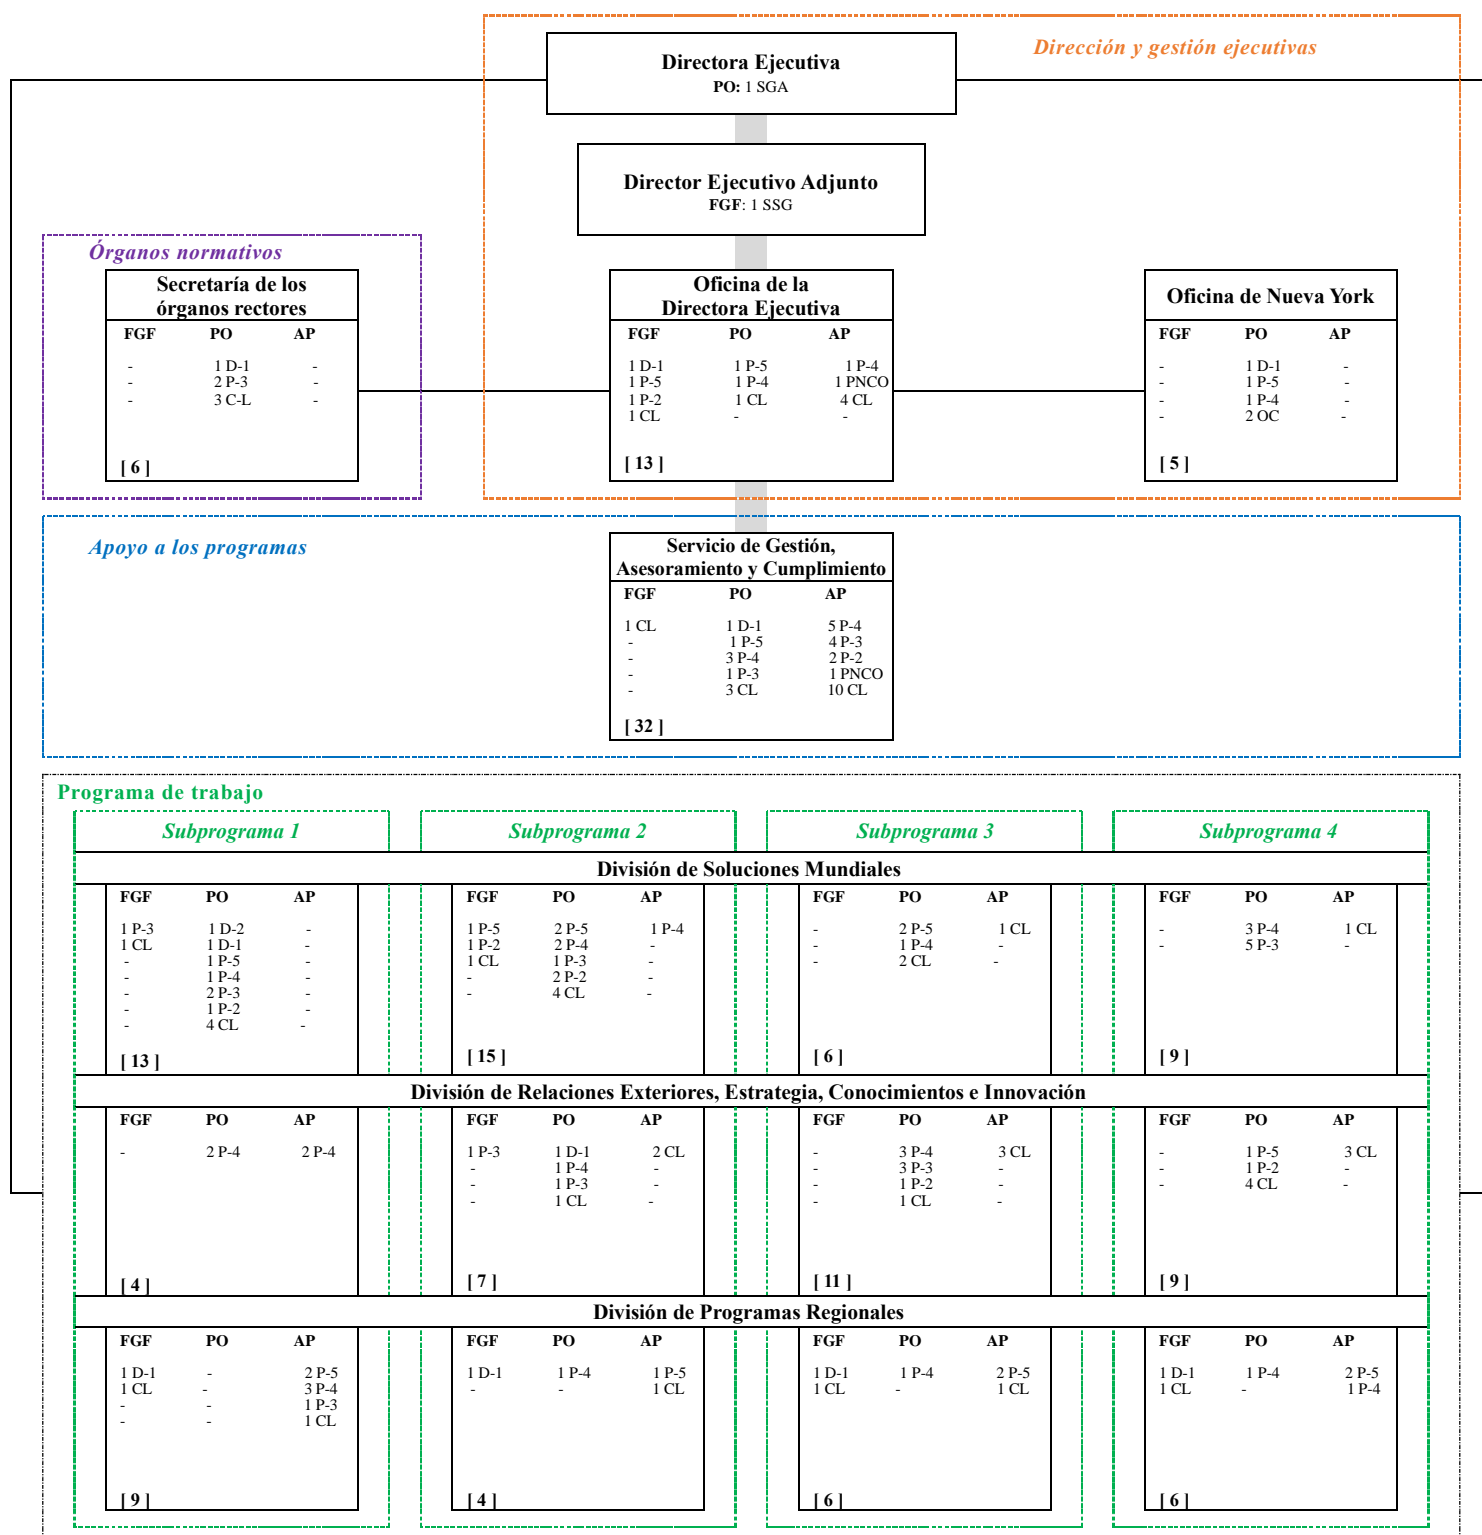 Dirección y gestión ejecutivas
Directora Ejecutiva
PO: 1 SGA
Director Ejecutivo Adjunto
FGF: 1 SSG
Órganos normativos
Secretaría de los
órganos rectores
FGF PO AP
- 1 D-1 -
- 2 P-3 -
- 3 C-L -
[ 6 ]
Oficina de la
Directora Ejecutiva
FGF PO AP
1 D-1 1 P-5 1 P-4
1 P-5 1 P-4 1 PNCO
1 P-2 1 CL 4 CL
1 CL - -
[ 13 ]
Oficina de Nueva York
FGF PO AP
- 1 D-1 -
- 1 P-5 -
- 1 P-4 -
- 2 OC -
[ 5 ]
Apoyo a los programas
Servicio de Gestión,
Asesoramiento y Cumplimiento
FGF PO AP
1 CL 1 D-1 5 P-4
- 1 P-5 4 P-3
- 3 P-4 2 P-2
- 1 P-3 1 PNCO
- 3 CL 10 CL
[ 32 ]
Programa de trabajo
Subprograma 1 Subprograma 2 Subprograma 3 Subprograma 4
División de Soluciones Mundiales
FGF PO AP
1 P-3 1 D-2 -
1 CL 1 D-1 -
- 1 P-5 -
- 1 P-4 -
- 2 P-3 -
- 1 P-2 -
- 4 CL -
[ 13 ]
FGF PO AP
1 P-5 2 P-5 1 P-4
1 P-2 2 P-4 -
1 CL 1 P-3 -
- 2 P-2 -
- 4 CL -
[ 15 ]
FGF PO AP
- 2 P-5 1 CL
- 1 P-4 -
- 2 CL -
[ 6 ]
FGF PO AP
- 3 P-4 1 CL
- 5 P-3 -
[ 9 ]
División de Relaciones Exteriores, Estrategia, Conocimientos e Innovación
FGF PO AP
- 2 P-4 2 P-4
[ 4 ]
FGF PO AP
1 P-3 1 D-1 2 CL
- 1 P-4 -
- 1 P-3 -
- 1 CL -
[ 7 ]
FGF PO AP
- 3 P-4 3 CL
- 3 P-3 -
- 1 P-2 -
- 1 CL -
[ 11 ]
FGF PO AP
- 1 P-5 3 CL
- 1 P-2 -
- 4 CL -
[ 9 ]
División de Programas Regionales
FGF PO AP
1 D-1 - 2 P-5
1 CL - 3 P-4
- - 1 P-3
- - 1 CL
[ 9 ]
FGF PO AP
1 D-1 1 P-4 1 P-5
- - 1 CL
[ 4 ]
FGF PO AP
1 D-1 1 P-4 2 P-5
1 CL - 1 CL
[ 6 ]
FGF PO AP
1 D-1 1 P-4 2 P-5
1 CL - 1 P-4
[ 6 ]